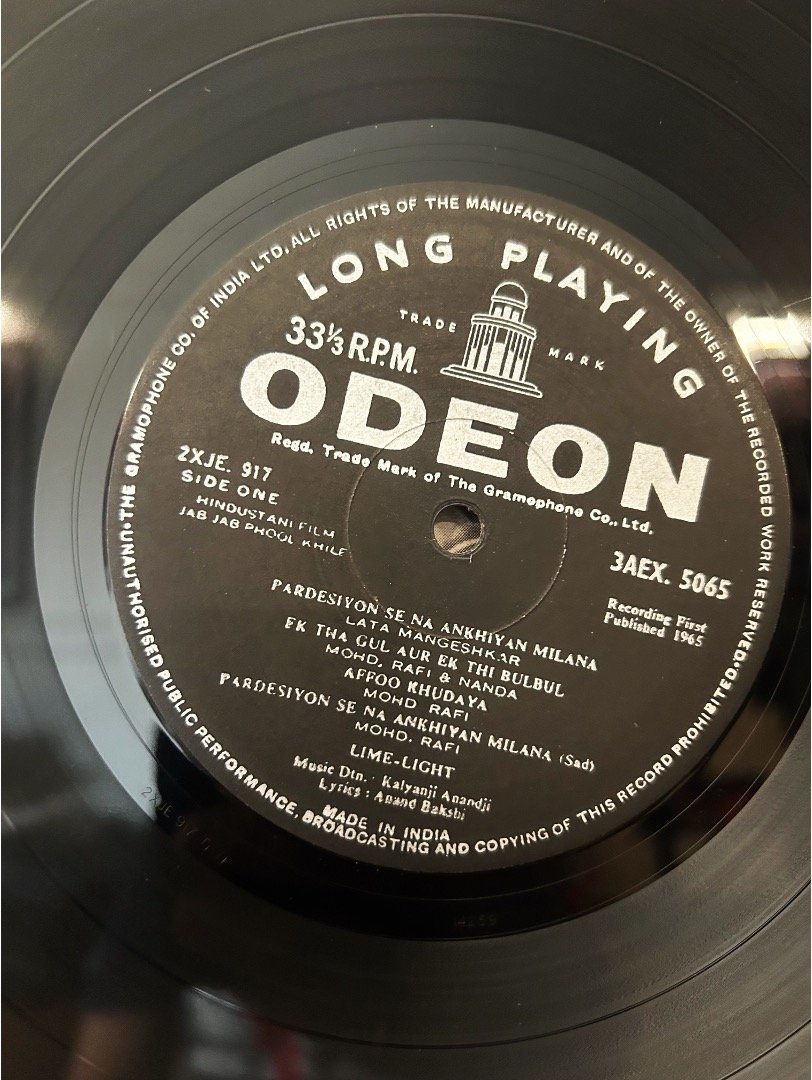 THE GRAMOPHONE CO. OF INDIA LTD, ALL RIGHTS OF THE MANUFACTURER AND OF THE OWNER OF THE RECORDED WORK RESERVED • UNAUTHORISED PUBLIC PERFORMANCE, BROADCASTING AND COPYING OF THIS RECORD PROHIBITED •
LONG PLAYING
TRADE MARK
33⅓ R.P.M.
ODEON
Regd. Trade Mark of The Gramophone Co., Ltd.
2XJE. 917
SIDE ONE
HINDUSTANI FILM
JAB JAB PHOOL KHILE
3AEX. 5065
Recording First
Published 1965
PARDESIYON SE NA ANKHIYAN MILANA
LATA MANGESHKAR
EK THA GUL AUR EK THI BULBUL
MOHD. RAFI & NANDA
AFFOO KHUDAYA
MOHD RAFI
PARDESIYON SE NA ANKHIYAN MILANA (Sad)
MOHD. RAFI
LIME-LIGHT
Music Dtn. : Kalyanji Anandji
Lyrics : Anand Bakshi
MADE IN INDIA